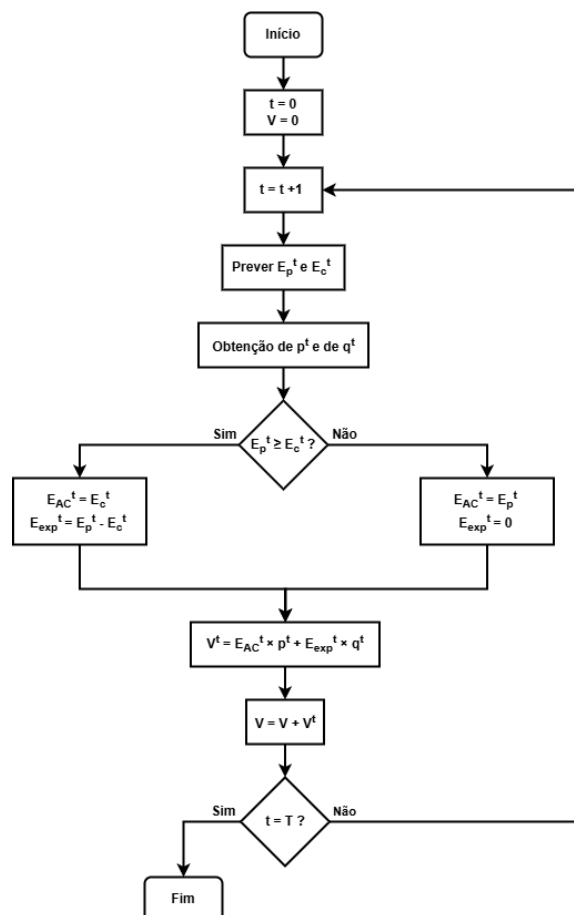 Início
t = 0
V = 0
t = t +1
Prever E_p^t e E_c^t
Obtenção de p^t e de q^t
Sim
E_p^t ≥ E_c^t ?
Não
E_AC^t = E_c^t
E_exp^t = E_p^t - E_c^t
E_AC^t = E_p^t
E_exp^t = 0
V^t = E_AC^t × p^t + E_exp^t × q^t
V = V + V^t
Sim
t = T ?
Não
Fim